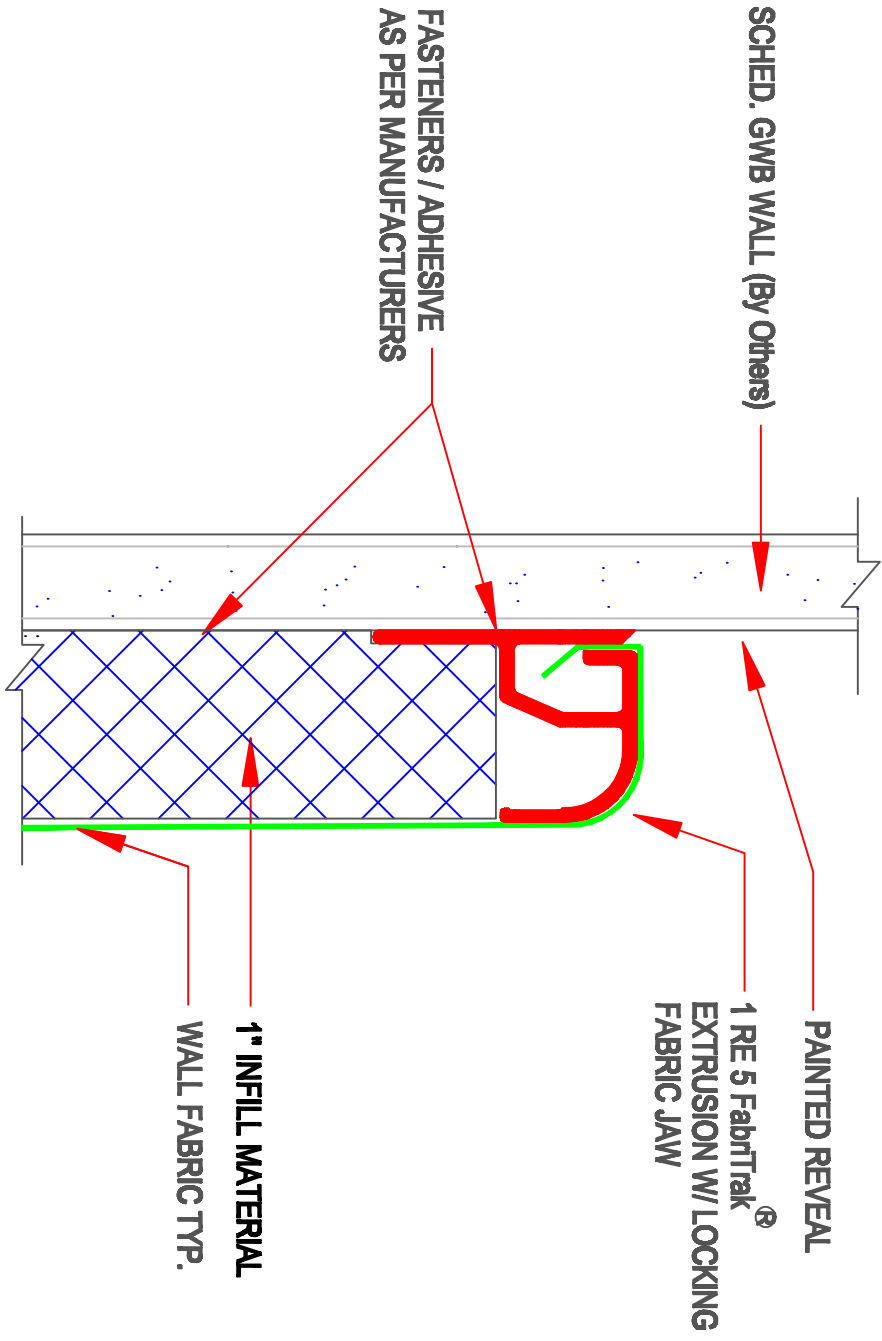 SCHED. GWB WALL (By Others)
FASTENERS / ADHESIVE
AS PER MANUFACTURERS
PAINTED REVEAL
1 RE 5 FabriTrak®
EXTRUSION W/ LOCKING
FABRIC JAW
1" INFILL MATERIAL
WALL FABRIC TYP.